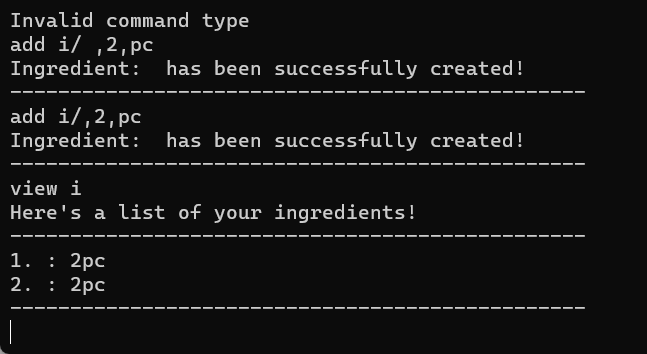 Invalid command type
add i/ ,2,pc
Ingredient:  has been successfully created!
------------------------------------------------
add i/,2,pc
Ingredient:  has been successfully created!
------------------------------------------------
view i
Here's a list of your ingredients!
------------------------------------------------
1. : 2pc
2. : 2pc
------------------------------------------------